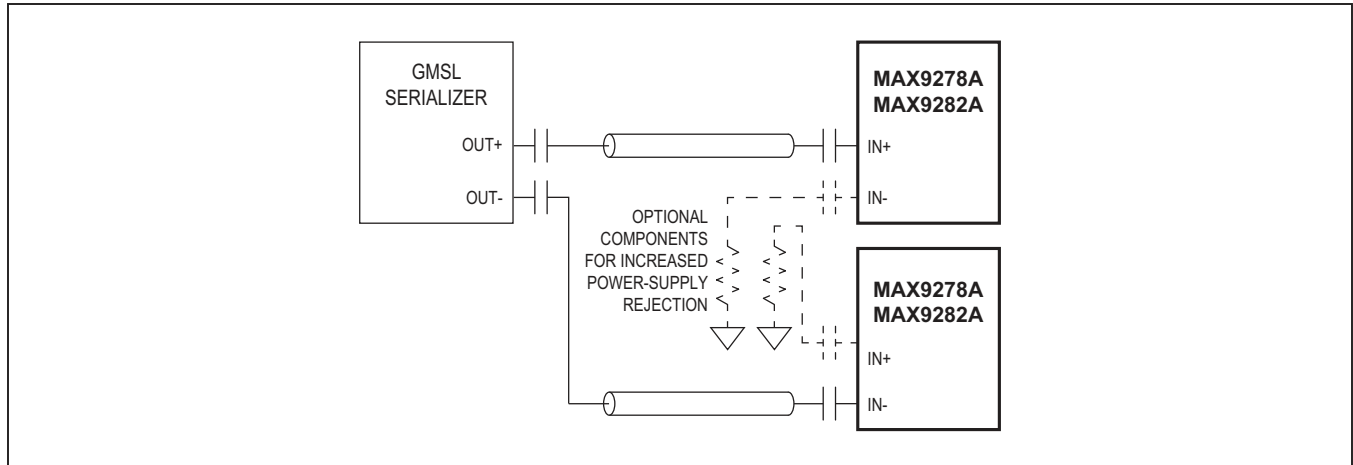 GMSL
SERIALIZER
OUT+
OUT-
MAX9278A
MAX9282A
IN+
IN-
OPTIONAL
COMPONENTS
FOR INCREASED
POWER-SUPPLY
REJECTION
MAX9278A
MAX9282A
IN+
IN-